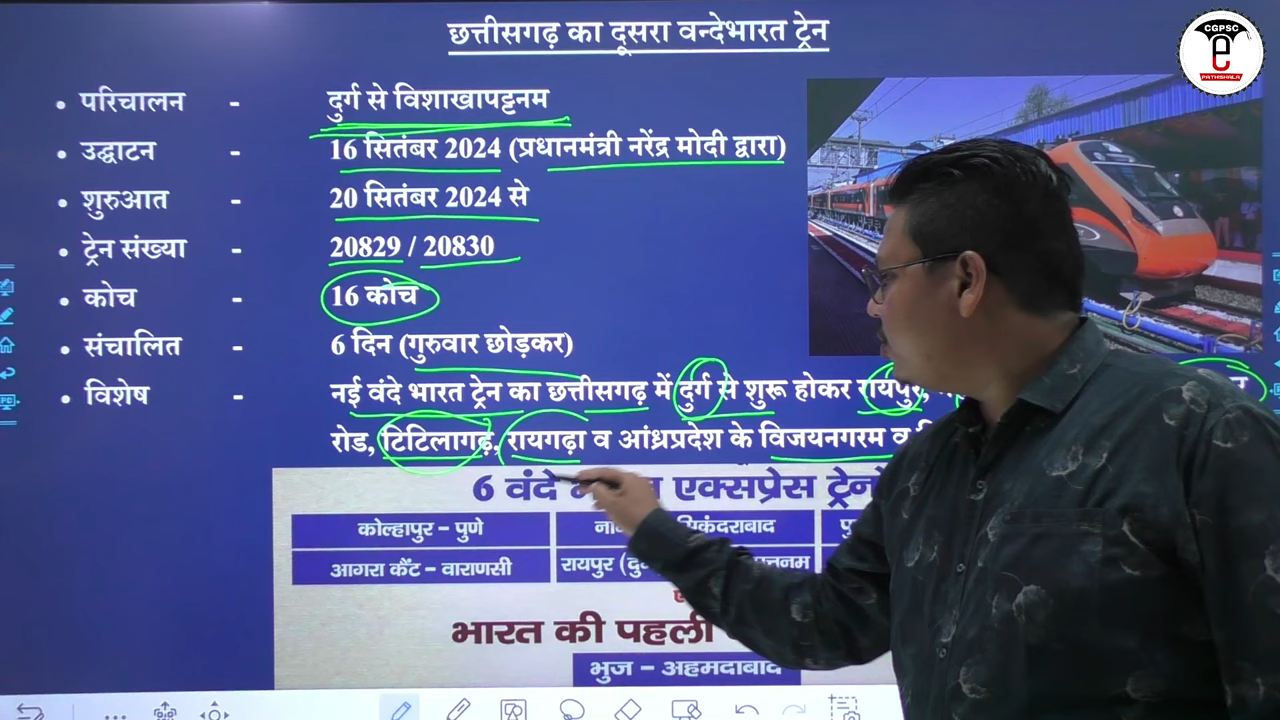 छत्तीसगढ़ का दूसरा वन्देभारत ट्रेन
CGPSC
e
PATHSHALA
• परिचालन - दुर्ग से विशाखापट्टनम
• उद्घाटन - 16 सितंबर 2024 (प्रधानमंत्री नरेंद्र मोदी द्वारा)
• शुरुआत - 20 सितंबर 2024 से
• ट्रेन संख्या - 20829 / 20830
• कोच - 16 कोच
• संचालित - 6 दिन (गुरुवार छोड़कर)
• विशेष - नई वंदे भारत ट्रेन का छत्तीसगढ़ में दुर्ग से शुरू होकर रायपुर,
रोड, टिटिलागढ़, रायगढ़ा व आंध्रप्रदेश के विजयनगरम व
6 वंदे एक्सप्रेस
कोल्हापुर - पुणे सिकंदराबाद
आगरा कैंट - वाराणसी रायपुर
भारत की पहली
भुज - अहमदाबाद